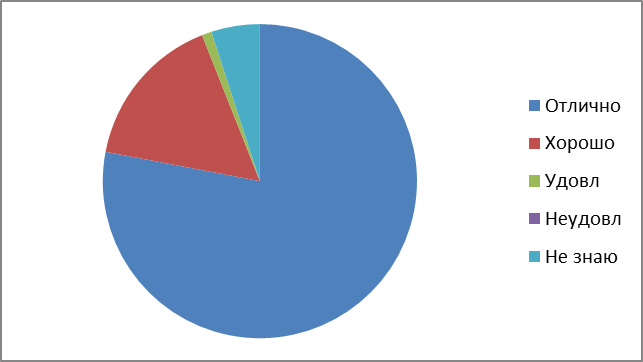 Отлично
Хорошо
Удовл
Неудовл
Не знаю